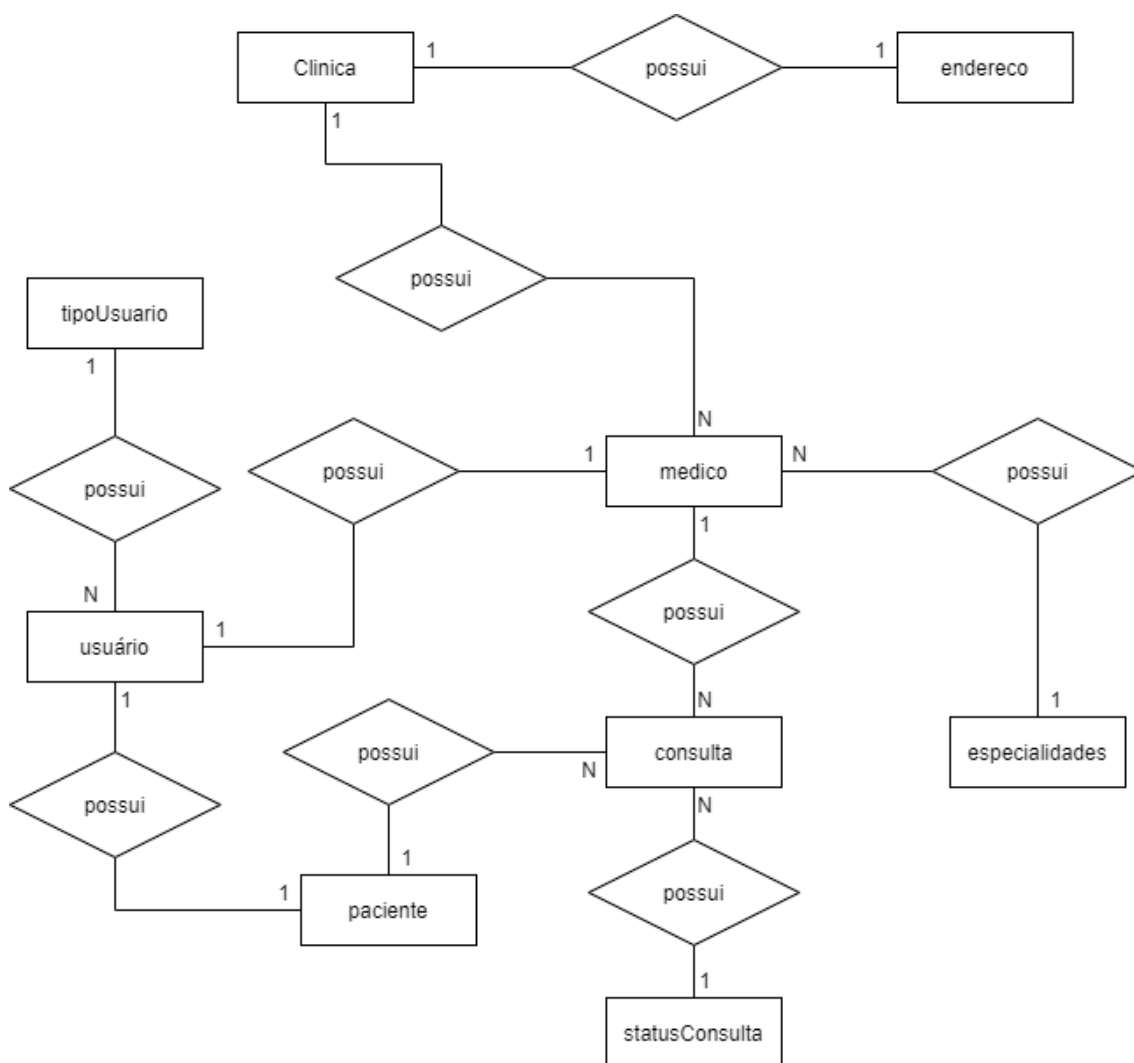 Clinica
1
possui
1
endereco
1
possui
tipoUsuario
1
N
possui
possui
1
medico
N
possui
1
possui
N
usuário
1
possui
1
N
1
possui
consulta
N
especialidades
N
possui
1
possui
1
paciente
1
statusConsulta